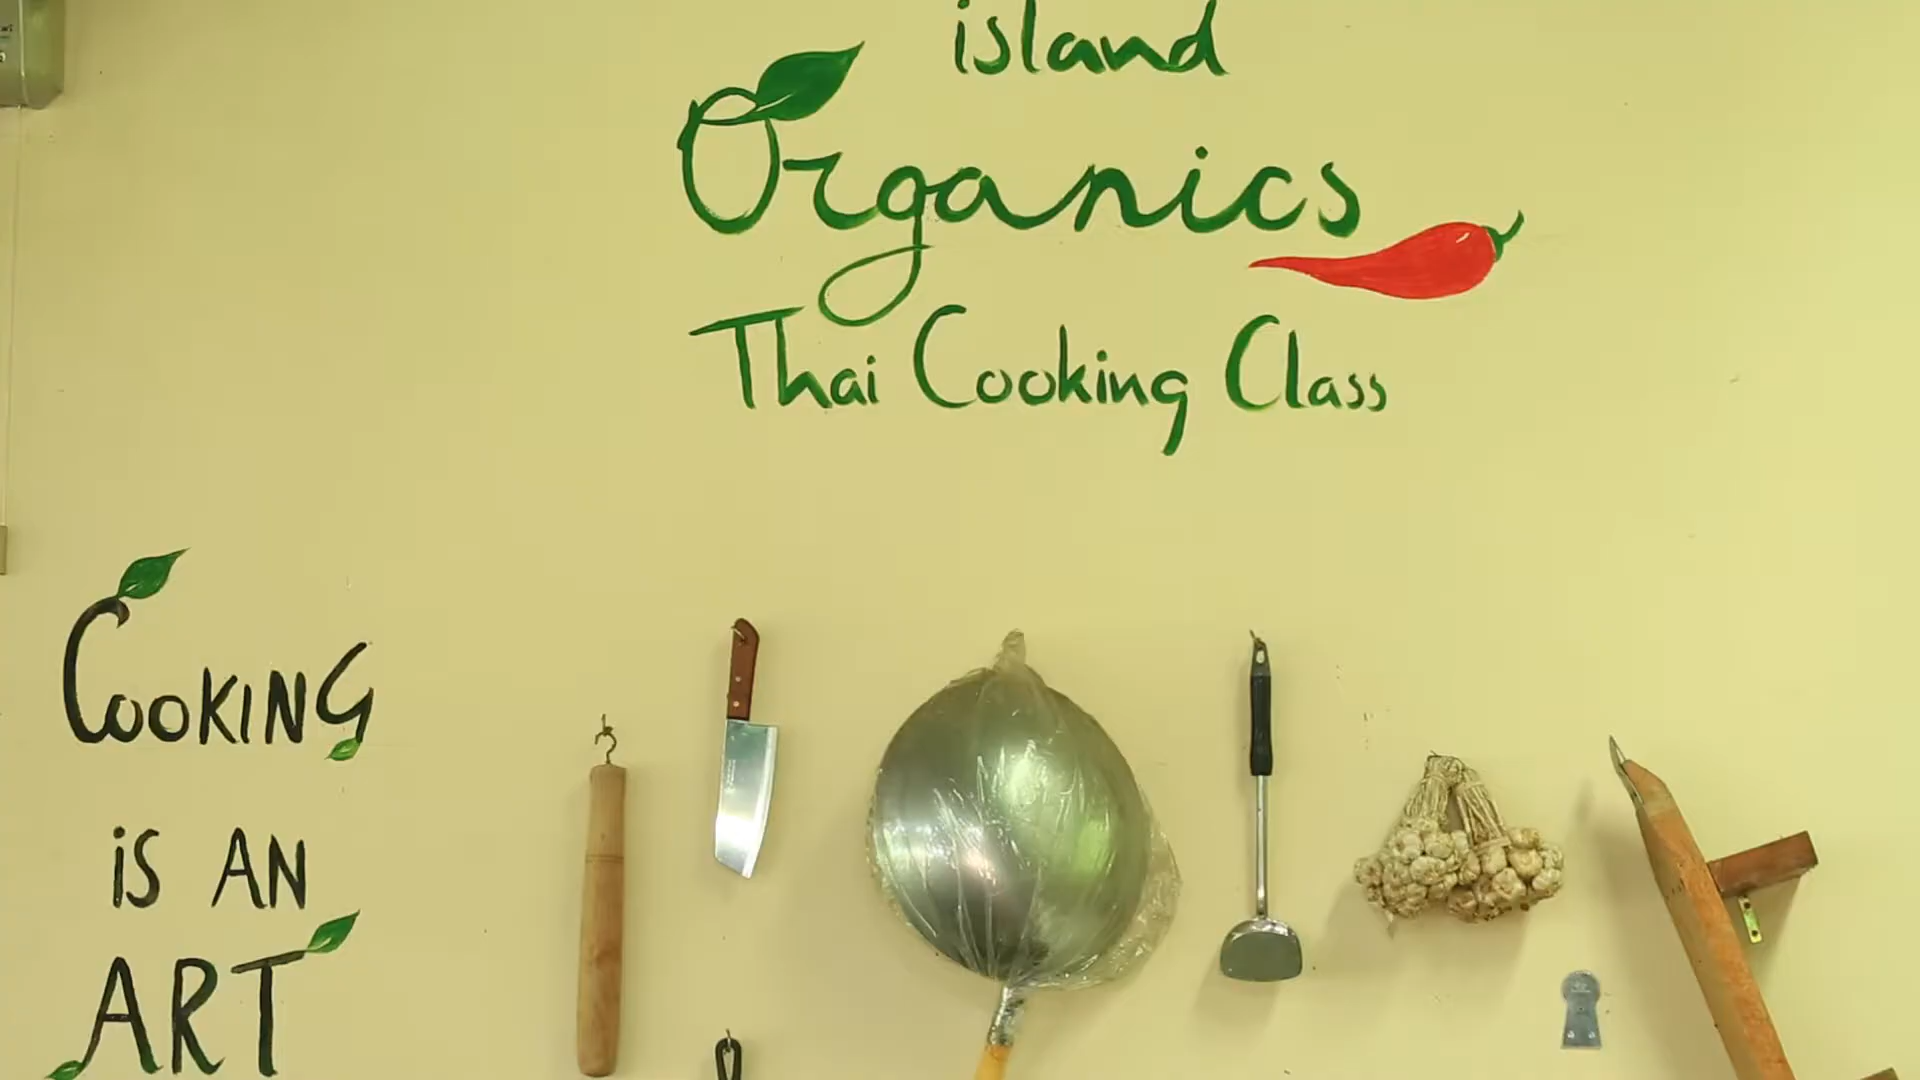 island
Organics
Thai Cooking Class
COOKING
iS AN
ART